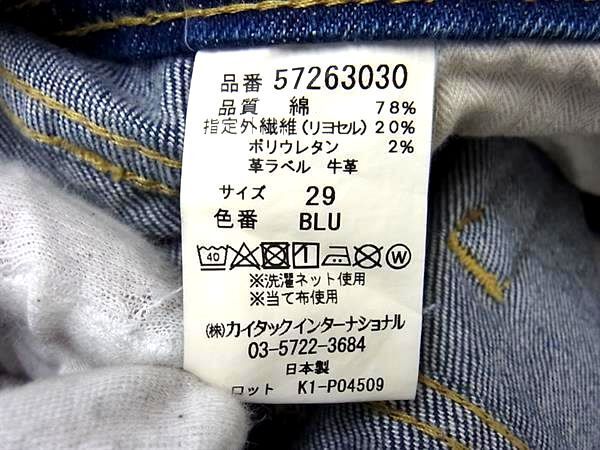 品番 57263030
品質 綿 78%
指定外繊維(リヨセル) 20%
ポリウレタン 2%
革ラベル 牛革
サイズ 29
色番 BLU
40 1 W
※洗濯ネット使用
※当て布使用
(株)カイタックインターナショナル
03-5722-3684
日本製
ロット K1-P04509